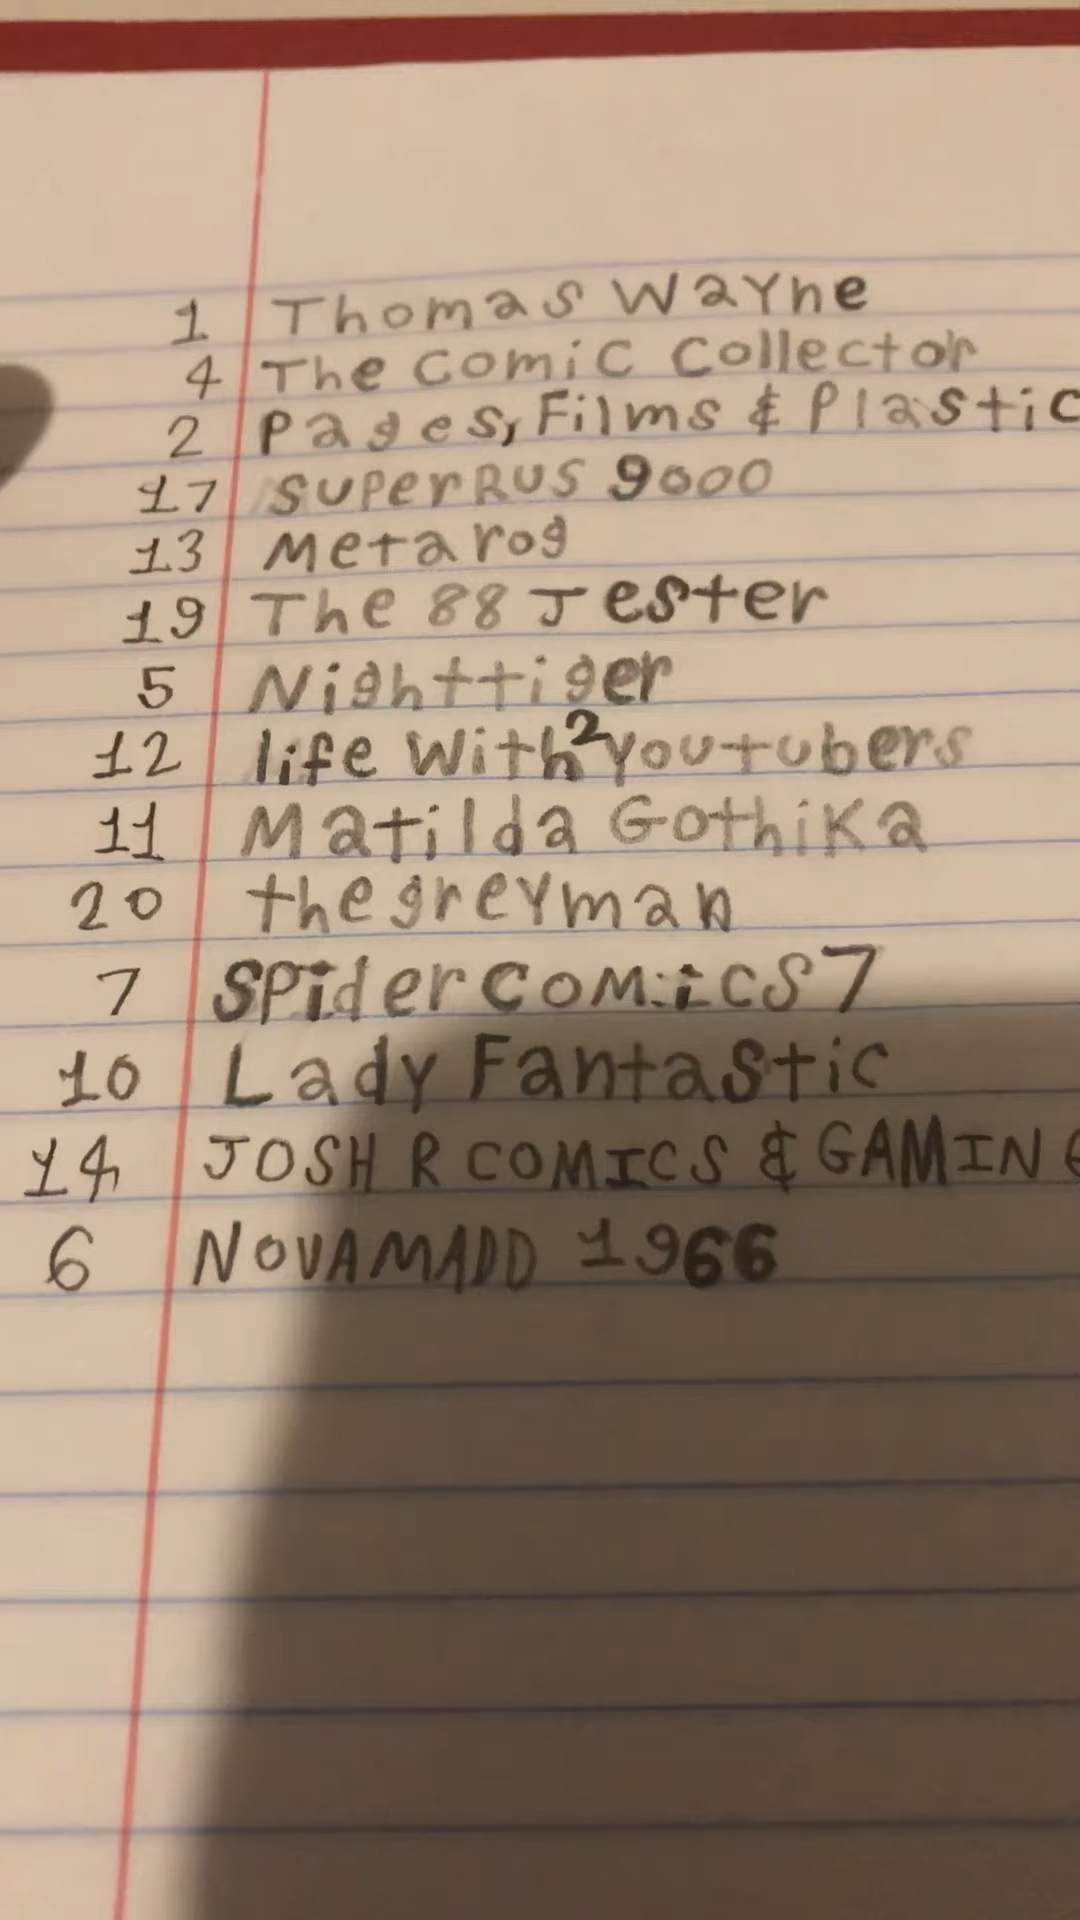 1 Thomas Wayne
4 The Comic Collector
2 Pages, Films & Plastic
17 SuperRUS 9000
13 Metarog
19 The 88 Jester
5 Nighttiger
12 life With 2 Youtubers
11 Matilda Gothika
20 thegreyman
7 SpidercoMics7
10 Lady Fantastic
14 JOSH R COMICS & GAMING
6 NOVAMADD 1966